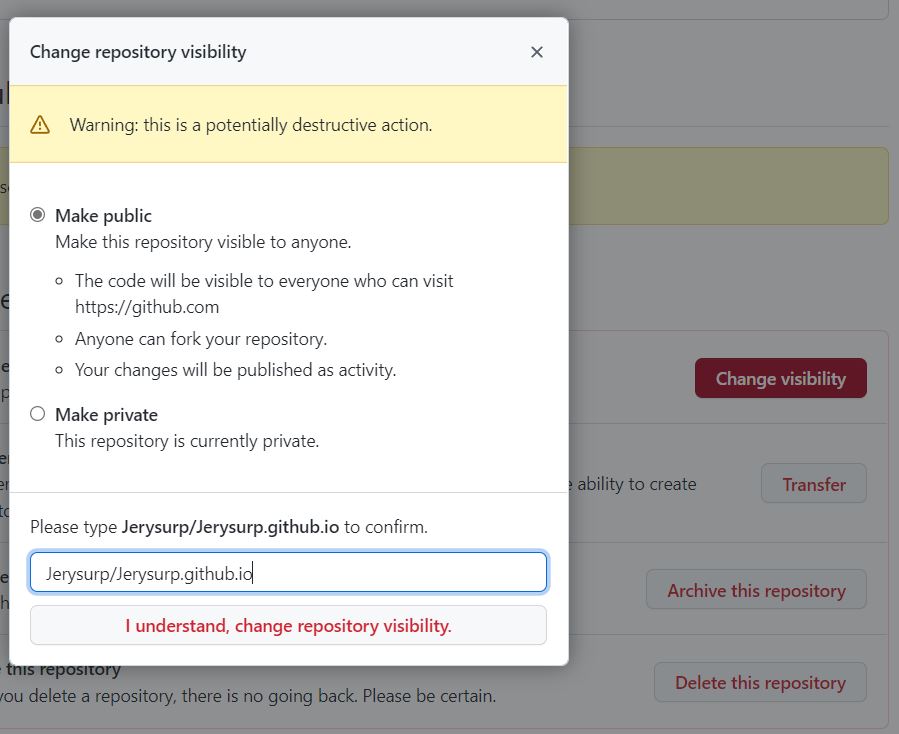 Change repository visibility
Warning: this is a potentially destructive action.
Make public
Make this repository visible to anyone.
The code will be visible to everyone who can visit
https://github.com
Anyone can fork your repository.
Your changes will be published as activity.
Make private
This repository is currently private.
Please type Jerysurp/Jerysurp.github.io to confirm.
Jerysurp/Jerysurp.github.io
I understand, change repository visibility.
Change visibility
ability to create
Transfer
Archive this repository
this repository
you delete a repository, there is no going back. Please be certain.
Delete this repository